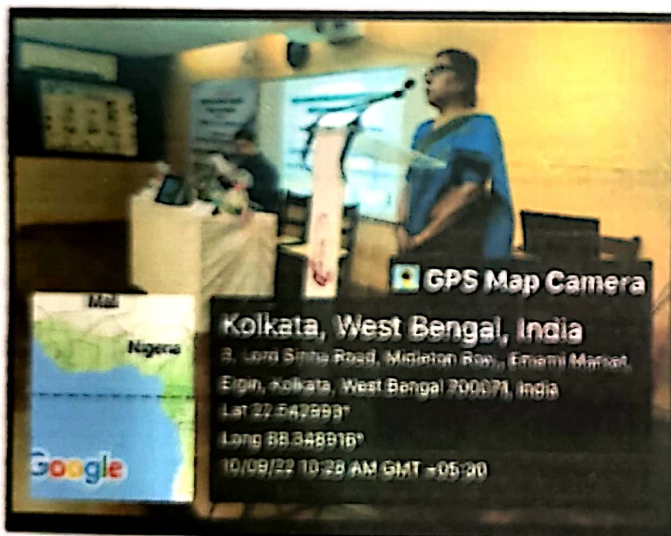 GPS Map Camera
Mali
Nigeria
Google
Kolkata, West Bengal, India
8, Lord Sinha Road, Midleton Row,, Emami Market,
Elgin, Kolkata, West Bengal 700071, India
Lat 22.542993°
Long 88.348916°
10/09/22 10:28 AM GMT +05:30